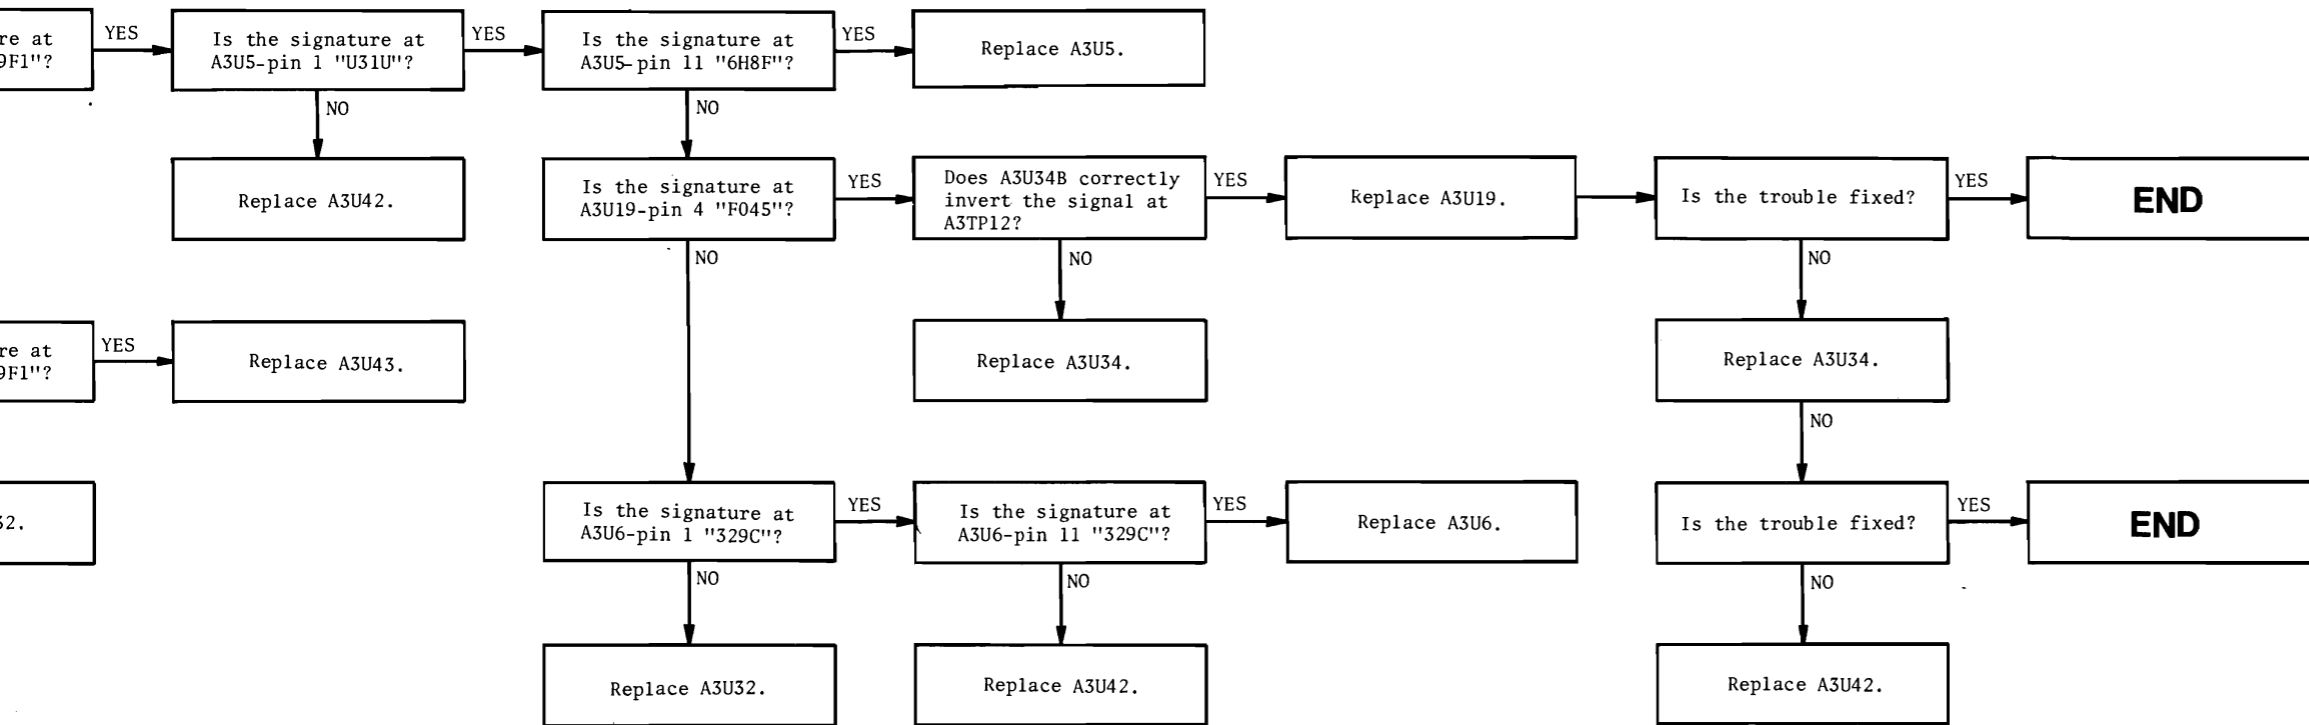 re at
9F1"?
YES
Is the signature at
A3U5-pin 1 "U31U"?
YES
Is the signature at
A3U5-pin 11 "6H8F"?
YES
Replace A3U5.
NO
NO
Replace A3U42.
Is the signature at
A3U19-pin 4 "F045"?
YES
Does A3U34B correctly
invert the signal at
A3TP12?
YES
Replace A3U19.
Is the trouble fixed?
YES
END
NO
NO
NO
re at
9F1"?
YES
Replace A3U43.
Replace A3U34.
Replace A3U34.
NO
32.
Is the signature at
A3U6-pin 1 "329C"?
YES
Is the signature at
A3U6-pin 11 "329C"?
YES
Replace A3U6.
Is the trouble fixed?
YES
END
NO
NO
NO
Replace A3U32.
Replace A3U42.
Replace A3U42.